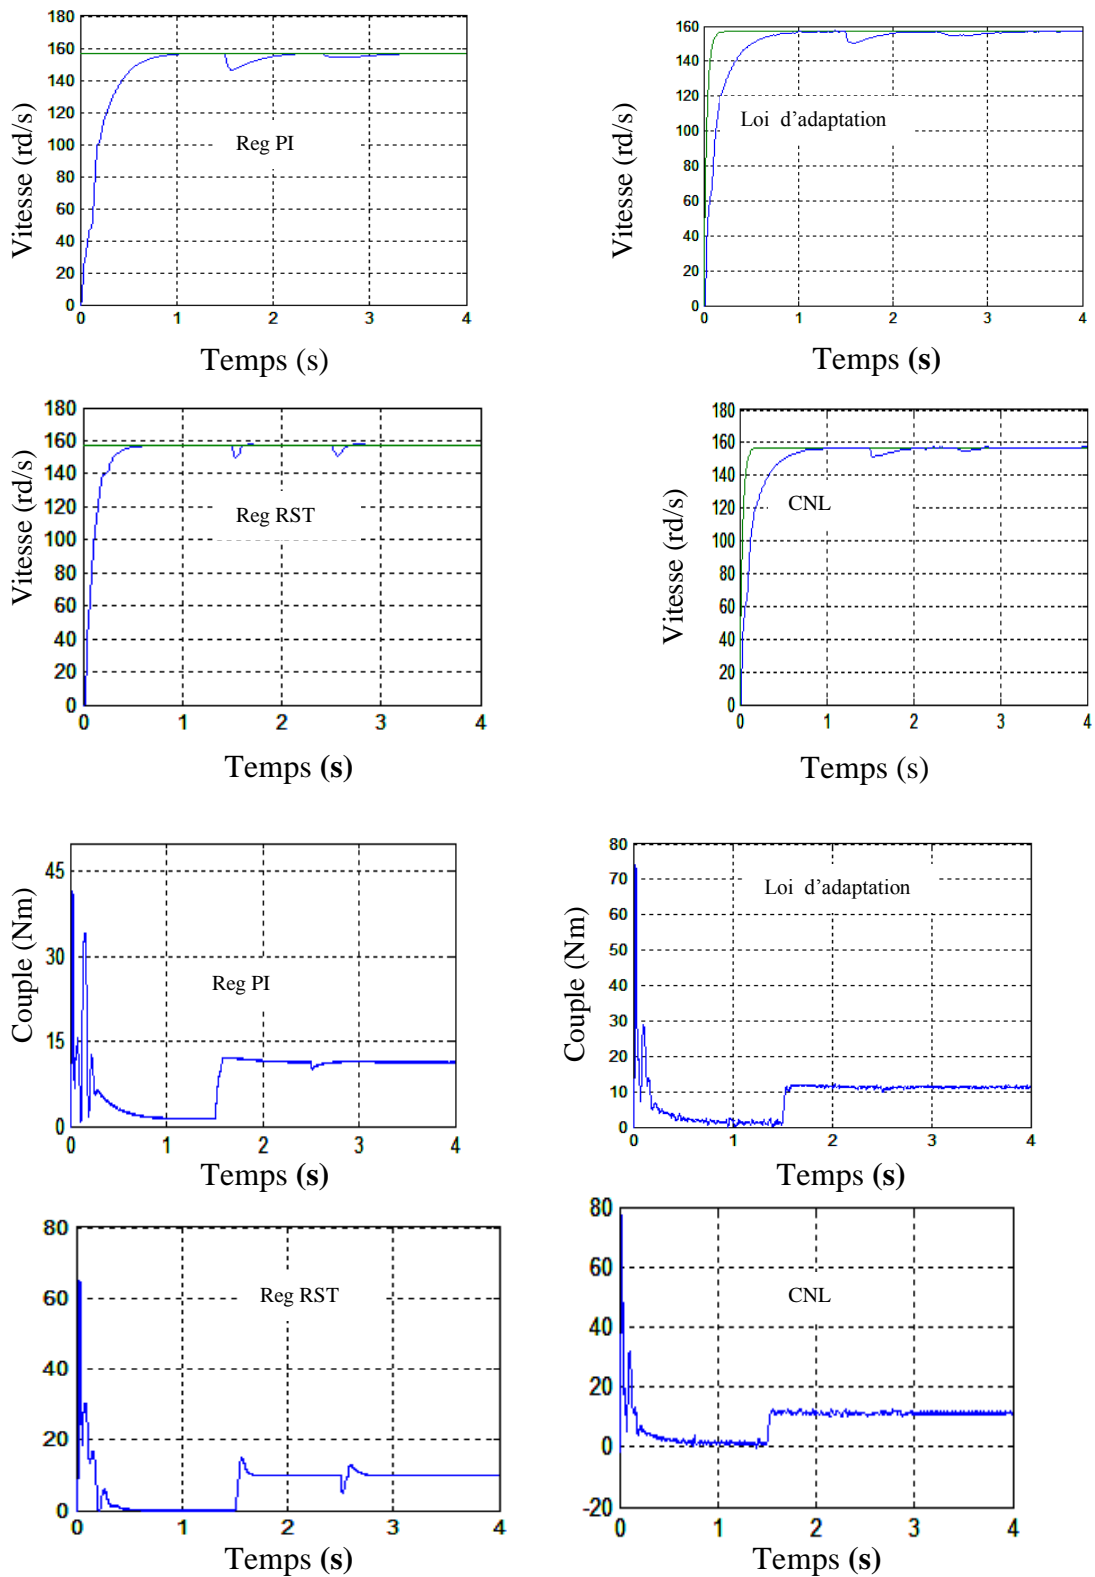 180
160
140
120
100
80
60
40
20
0
Vitesse (rd/s)
Reg PI
0 1 2 3 4
Temps (s)
160
140
120
100
80
60
40
20
0
Vitesse (rd/s)
Loi d'adaptation
0 1 2 3 4
Temps (s)
180
160
140
120
100
80
60
40
20
0
Vitesse (rd/s)
Reg RST
0 1 2 3 4
Temps (s)
180
160
140
120
100
80
60
40
20
0
Vitesse (rd/s)
CNL
0 1 2 3 4
Temps (s)
45
30
15
0
Couple (Nm)
Reg PI
0 1 2 3 4
Temps (s)
80
70
60
50
40
30
20
10
0
Couple (Nm)
Loi d'adaptation
0 1 2 3 4
Temps (s)
80
60
40
20
0
Reg RST
0 1 2 3 4
Temps (s)
80
60
40
20
0
-20
CNL
0 1 2 3 4
Temps (s)